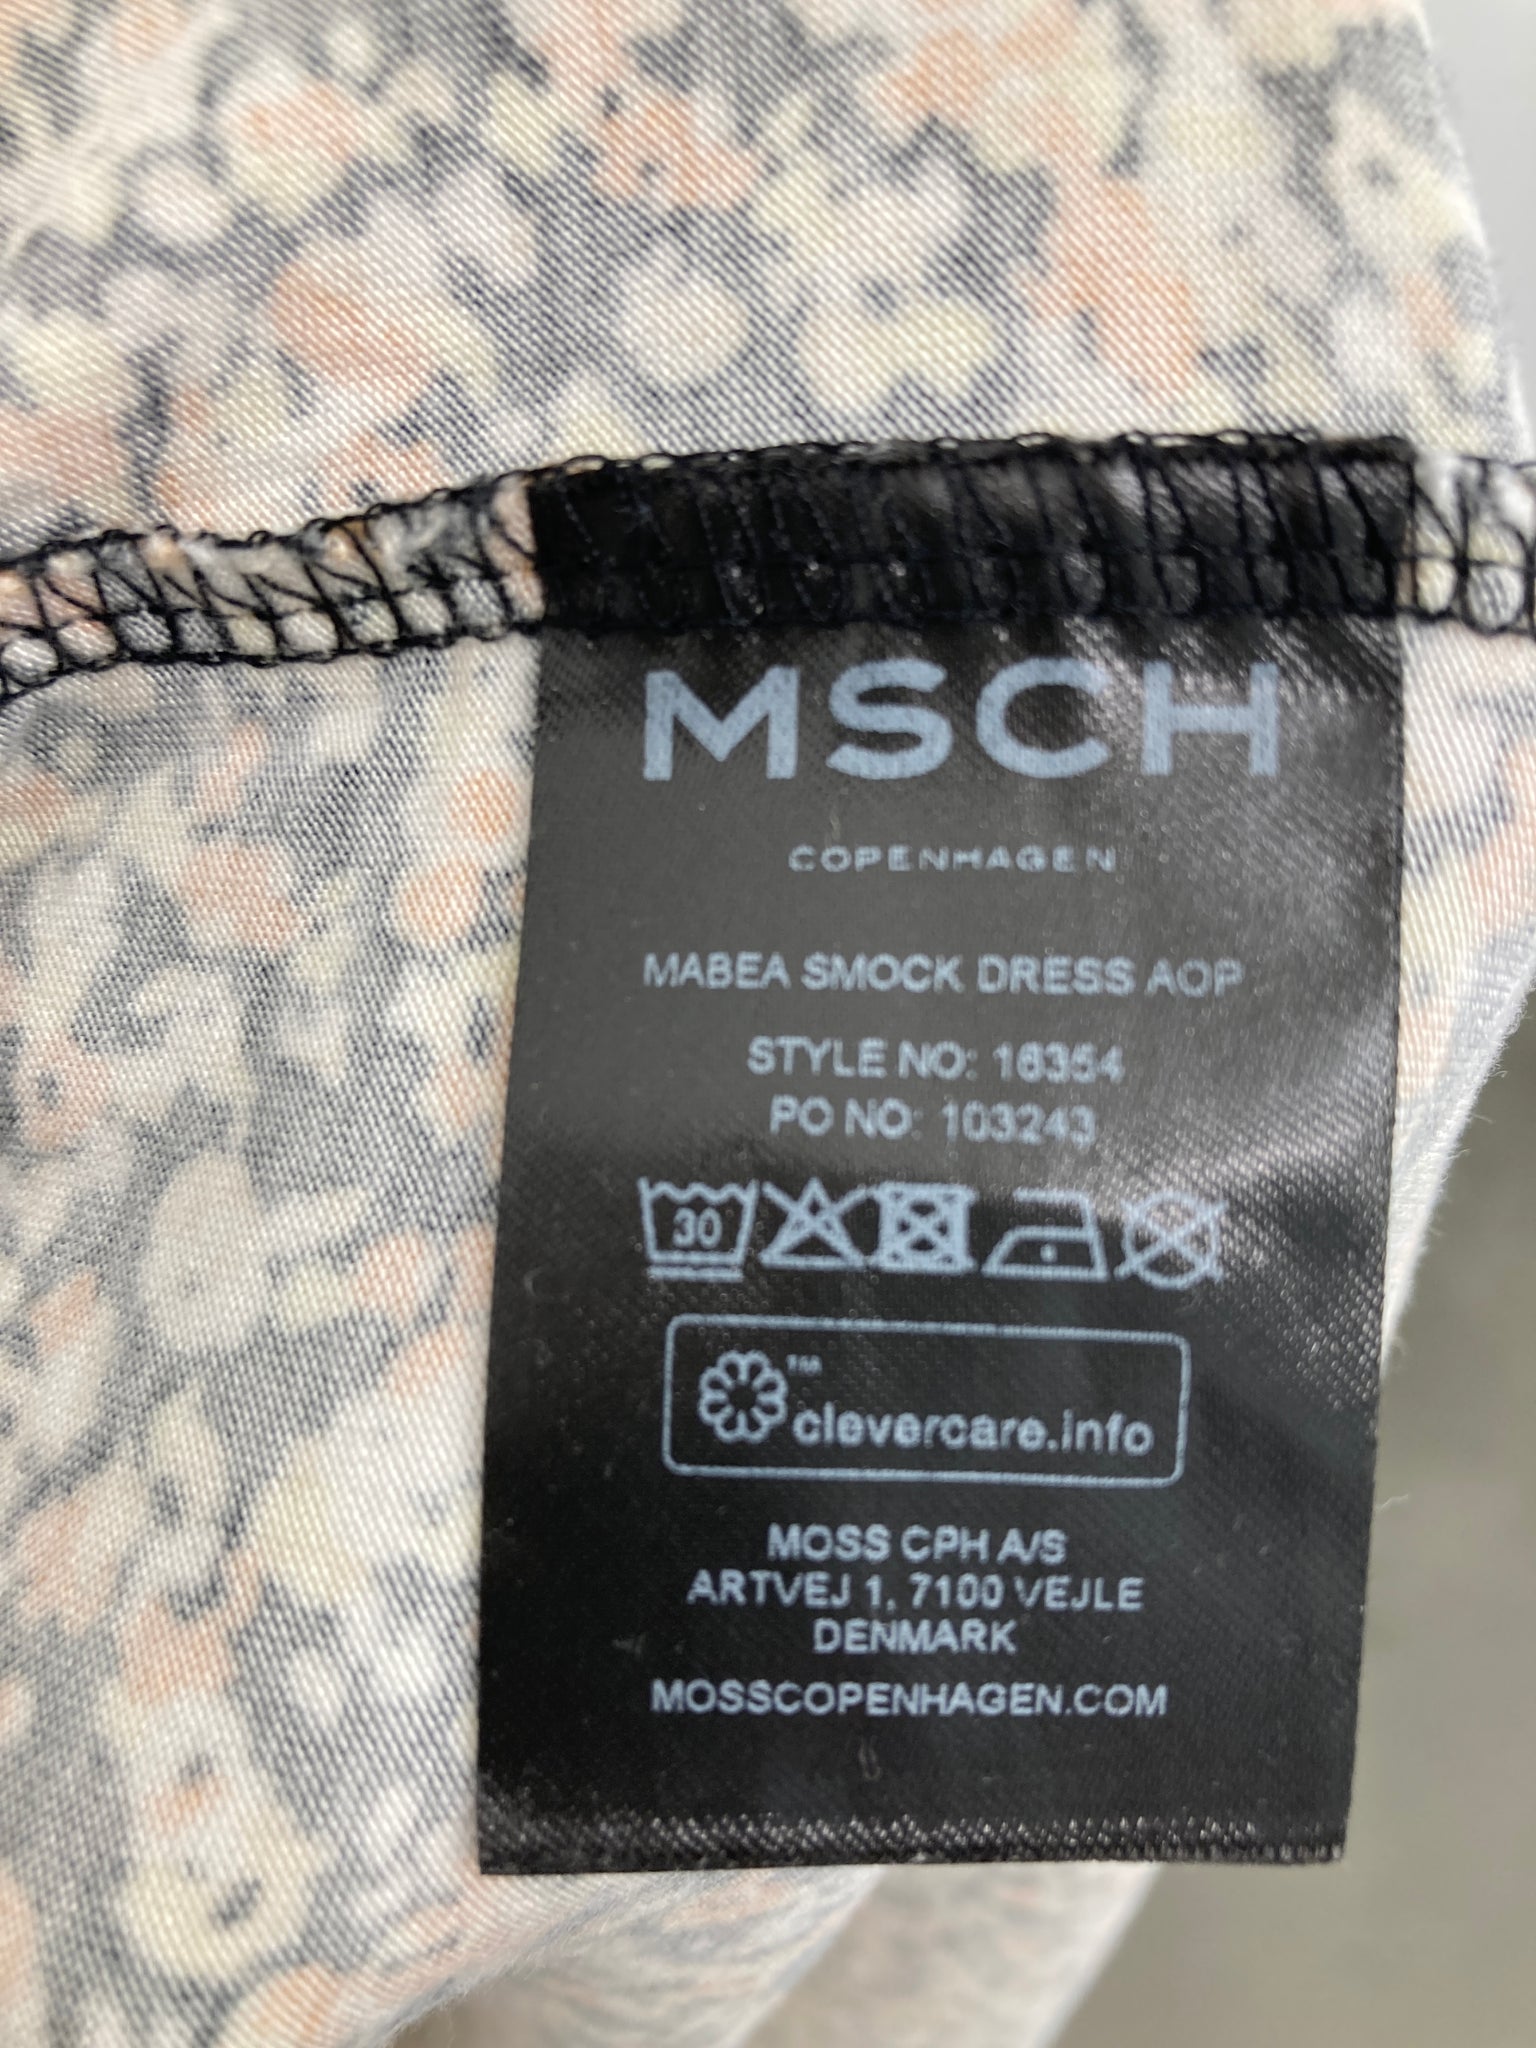 MSCH
COPENHAGEN
MABEA SMOCK DRESS AOP
STYLE NO: 16354
PO NO: 103243
30
™
clevercare.info
MOSS CPH A/S
ARTVEJ 1, 7100 VEJLE
DENMARK
MOSSCOPENHAGEN.COM